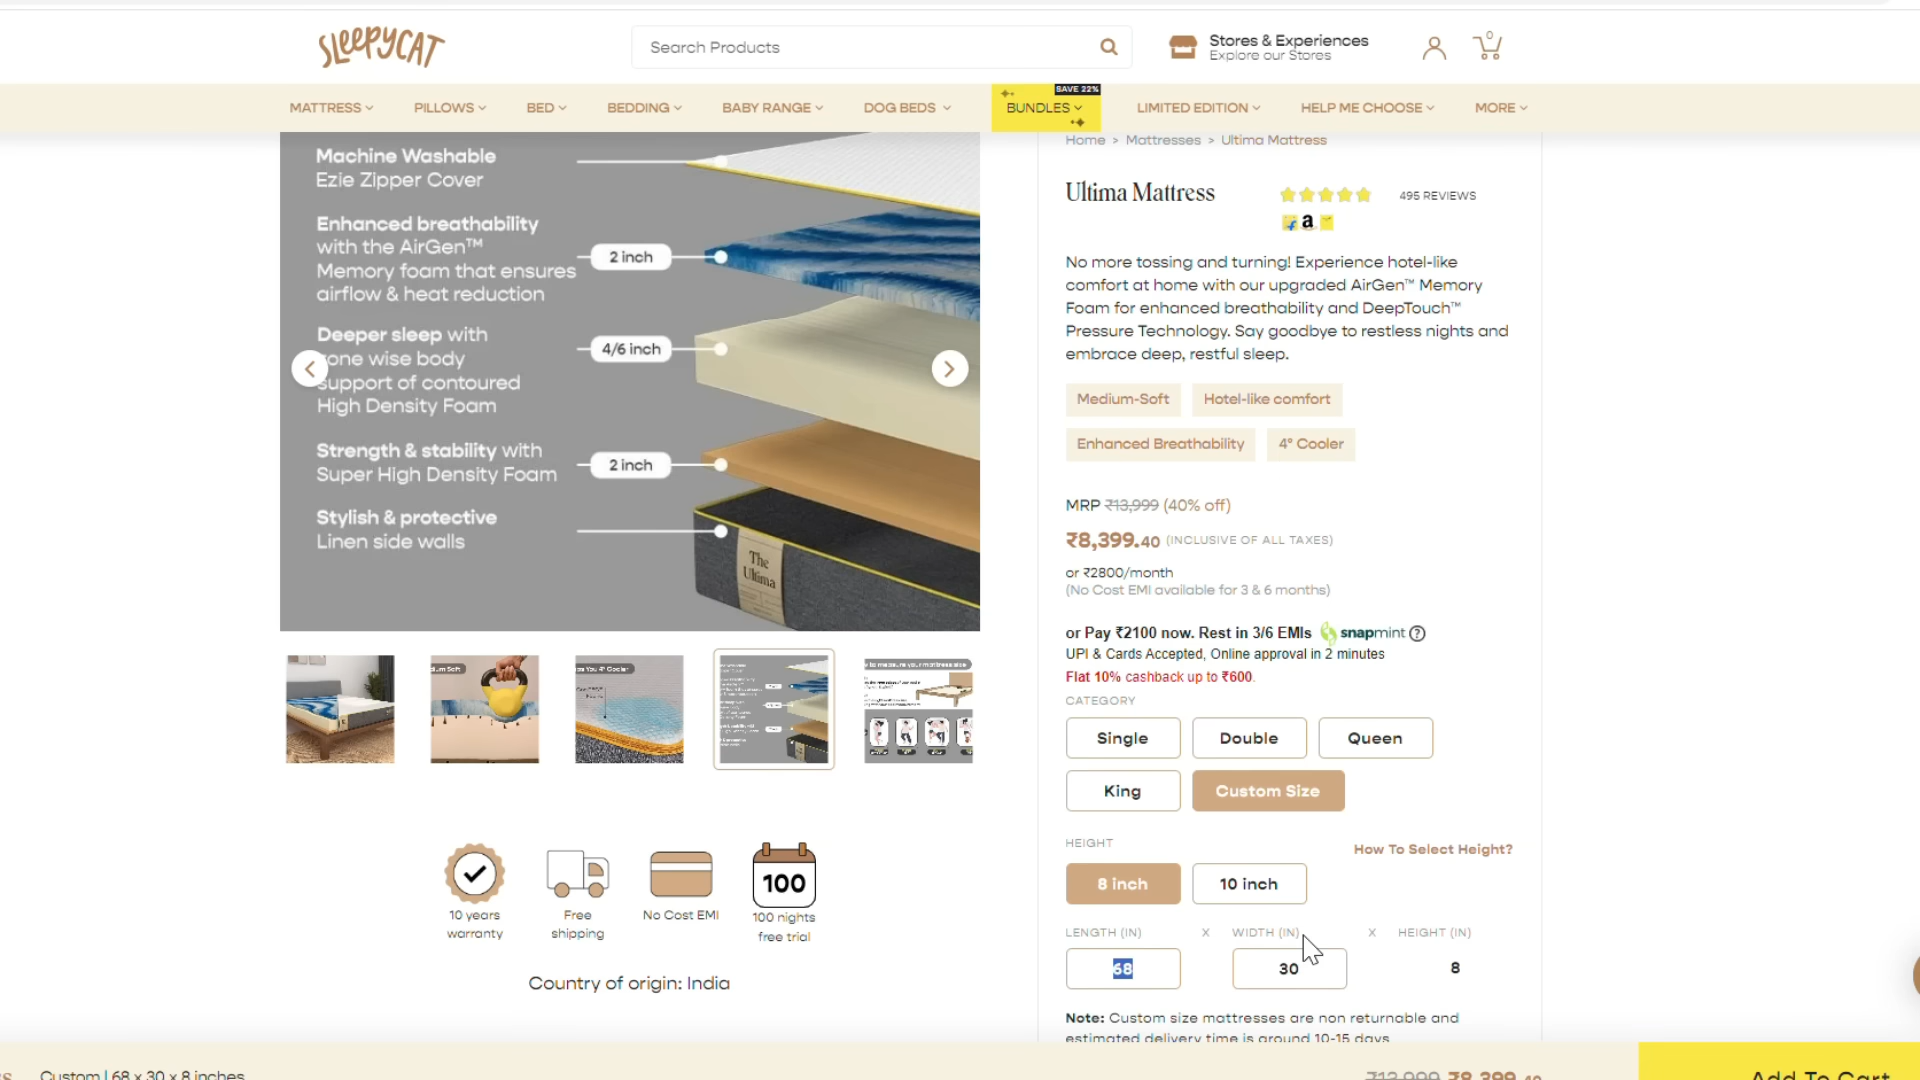 SLEEPYCAT
Search Products
Stores & Experiences
Explore our Stores
0
MATTRESS
PILLOWS
BED
BEDDING
BABY RANGE
DOG BEDS
SAVE 22%
BUNDLES
LIMITED EDITION
HELP ME CHOOSE
MORE
Machine Washable
Ezie Zipper Cover
Enhanced breathability
with the AirGen™
Memory foam that ensures
airflow & heat reduction
2 inch
Deeper sleep with
zone wise body
support of contoured
High Density Foam
4/6 inch
Strength & stability with
Super High Density Foam
2 inch
Stylish & protective
Linen side walls
The
Ultima
10 years
warranty
Free
shipping
No Cost EMI
100
100 nights
free trial
Country of origin: India
Home > Mattresses > Ultima Mattress
Ultima Mattress
495 REVIEWS
a
No more tossing and turning! Experience hotel-like
comfort at home with our upgraded AirGen™ Memory
Foam for enhanced breathability and DeepTouch™
Pressure Technology. Say goodbye to restless nights and
embrace deep, restful sleep.
Medium-Soft
Hotel-like comfort
Enhanced Breathability
4° Cooler
MRP ₹13,999 (40% off)
₹8,399.40 (INCLUSIVE OF ALL TAXES)
or ₹2800/month
(No Cost EMI available for 3 & 6 months)
or Pay ₹2100 now. Rest in 3/6 EMIs snapmint ?
UPI & Cards Accepted, Online approval in 2 minutes
Flat 10% cashback up to ₹600.
CATEGORY
Single
Double
Queen
King
Custom Size
HEIGHT
How To Select Height?
8 inch
10 inch
LENGTH (IN) X WIDTH (IN) X HEIGHT (IN)
68 30 8
Note: Custom size mattresses are non returnable and
estimated delivery time is around 10-15 days
Custom | 68 x 30 x 8 inches
₹13,999 ₹8,399.40
Add To Cart